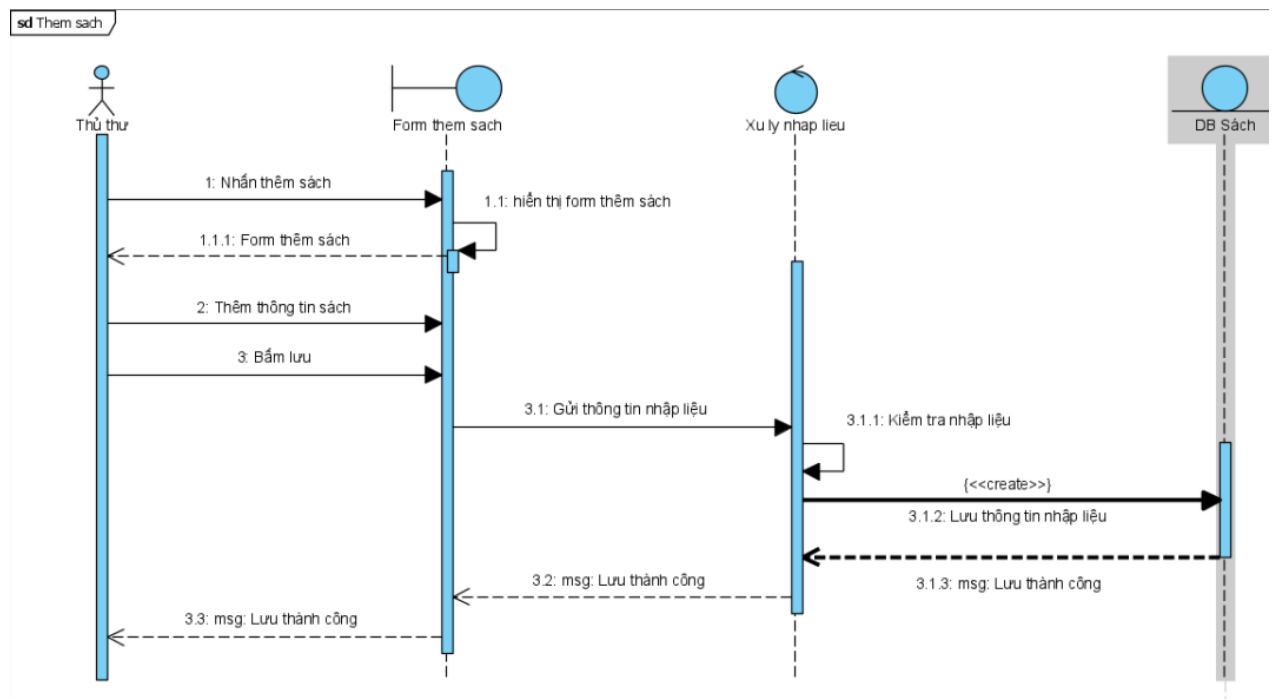 sd Them sach
Thủ thư
Form them sach
Xu ly nhap lieu
DB Sách
1: Nhấn thêm sách
1.1: hiển thị form thêm sách
1.1.1: Form thêm sách
2: Thêm thông tin sách
3: Bấm lưu
3.1: Gửi thông tin nhập liệu
3.1.1: Kiểm tra nhập liệu
{<<create>>}
3.1.2: Lưu thông tin nhập liệu
3.1.3: msg: Lưu thành công
3.2: msg: Lưu thành công
3.3: msg: Lưu thành công